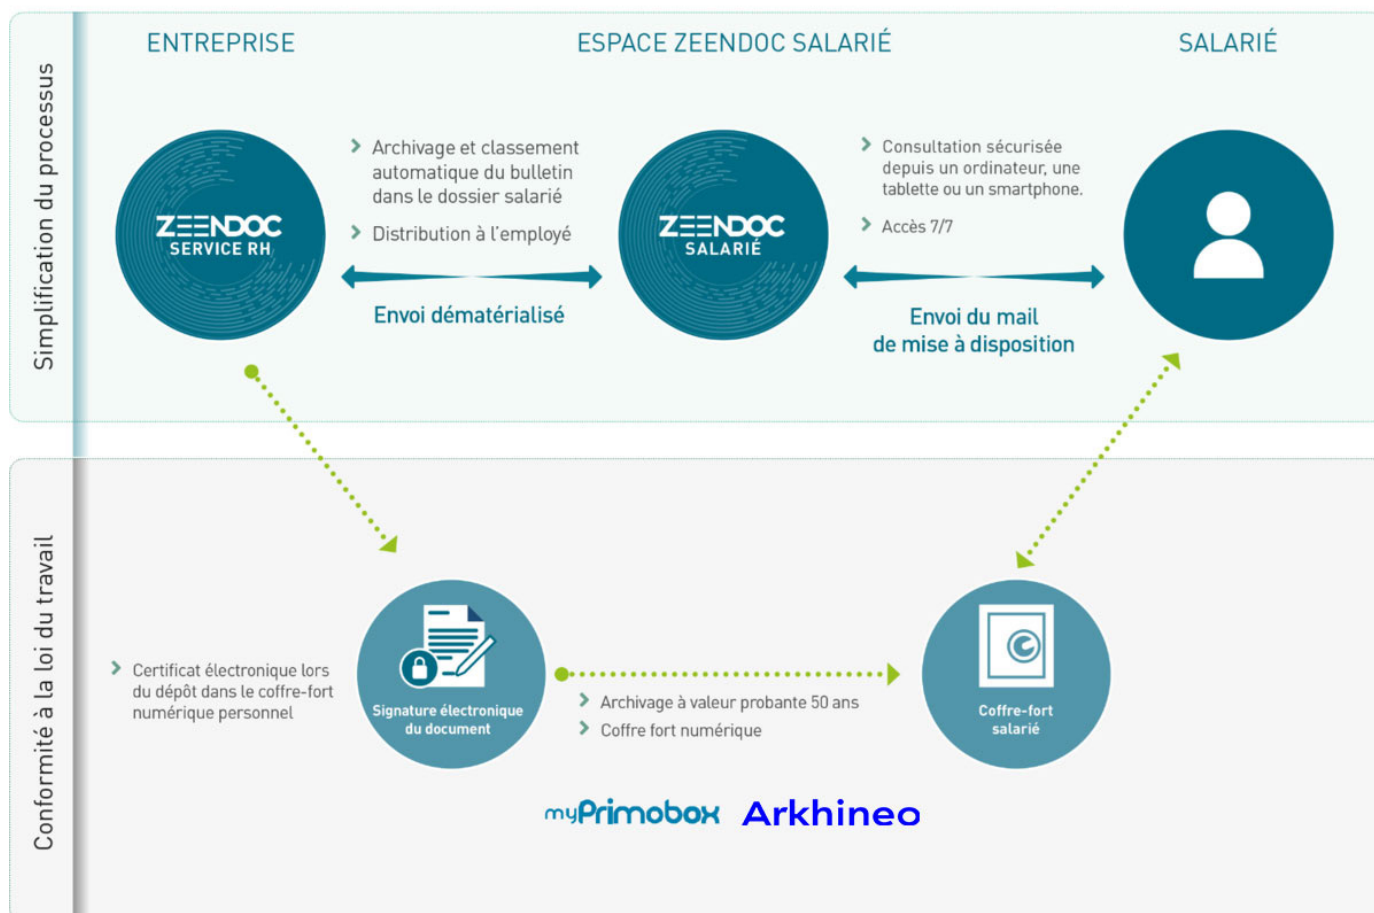 ENTREPRISE
ESPACE ZEENDOC SALARIÉ
SALARIÉ
Simplification du processus
ZEENDOC
SERVICE RH
Archivage et classement
automatique du bulletin
dans le dossier salarié
Distribution à l'employé
Envoi dématérialisé
ZEENDOC
SALARIÉ
Consultation sécurisée
depuis un ordinateur, une
tablette ou un smartphone.
Accès 7/7
Envoi du mail
de mise à disposition
Conformité à la loi du travail
Certificat électronique lors
du dépôt dans le coffre-fort
numérique personnel
Signature électronique
du document
Archivage à valeur probante 50 ans
Coffre fort numérique
Coffre-fort
salarié
myPrimobox
Arkhineo